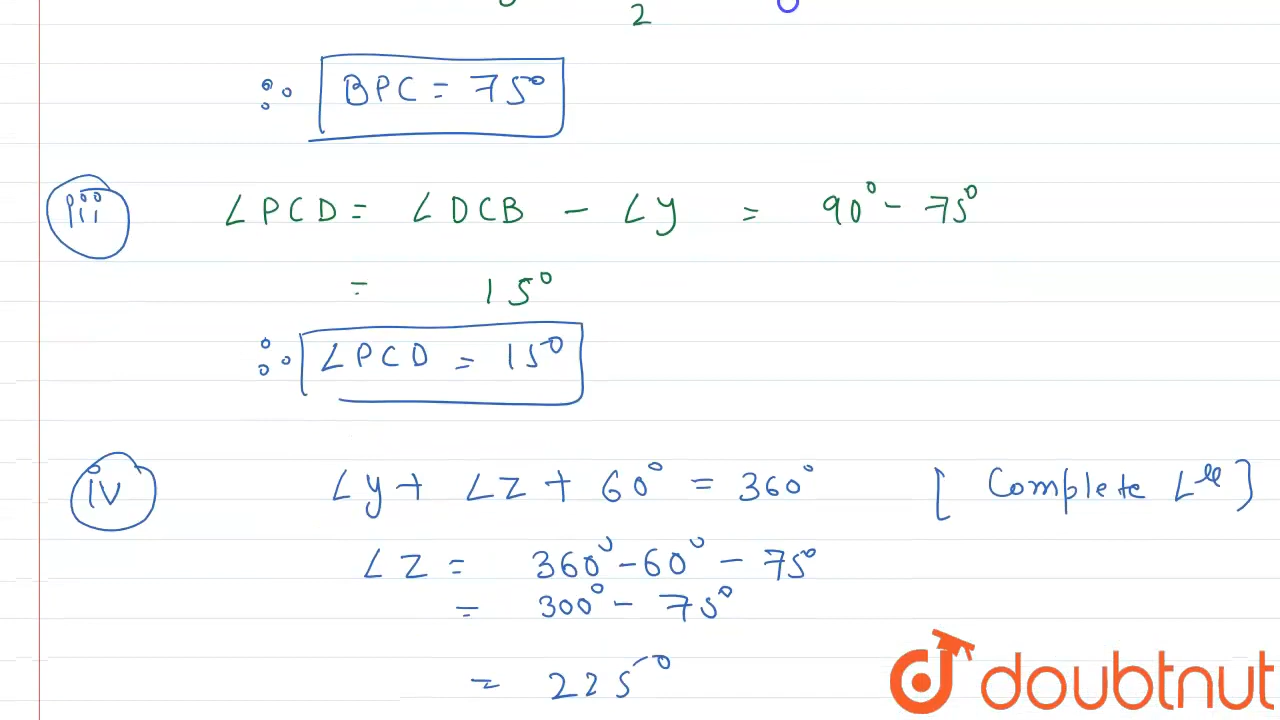 2
∴ BPC = 75°
iii
∠PCD = ∠DCB - ∠y = 90° - 75°
= 15°
∴ ∠PCD = 15°
iv
∠y + ∠Z + 60° = 360° [Complete ∠le]
∠Z = 360° - 60° - 75°
= 300° - 75°
= 225°
doubtnut